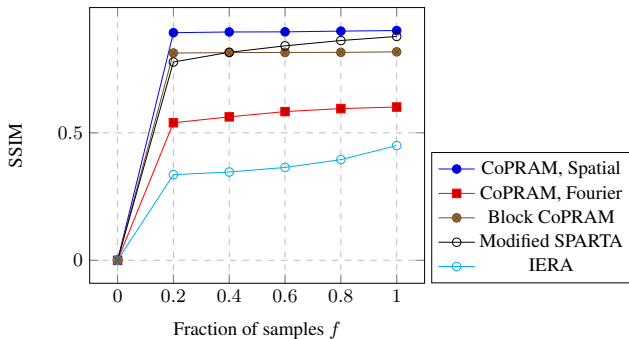 0.5
0
SSIM
0 0.2 0.4 0.6 0.8 1
Fraction of samples f
CoPRAM, Spatial
CoPRAM, Fourier
Block CoPRAM
Modified SPARTA
IERA